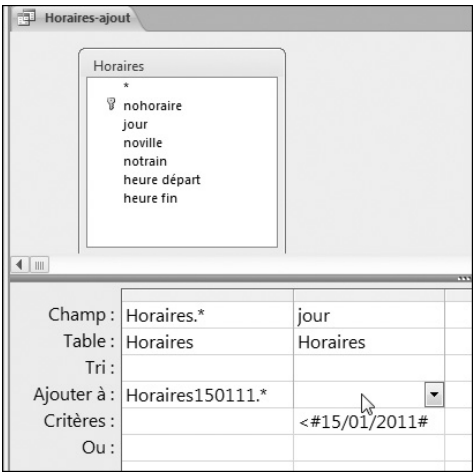 Horaires-ajout
Horaires
*
nohoraire
jour
noville
notrain
heure départ
heure fin
Champ : Horaires.* jour
Table : Horaires Horaires
Tri :
Ajouter à : Horaires150111.*
Critères : <#15/01/2011#
Ou :